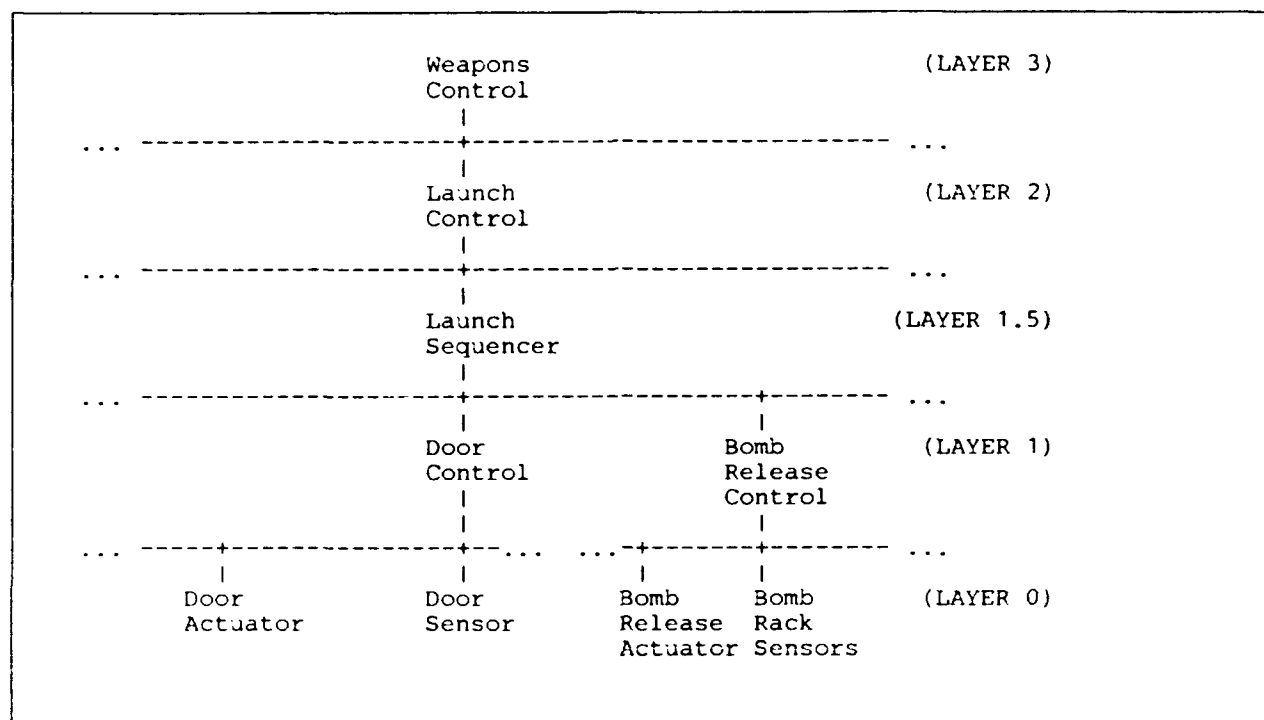 Weapons Control (LAYER 3)
... ...
Launch Control (LAYER 2)
... ...
Launch Sequencer (LAYER 1.5)
... ...
Door Control Bomb Release Control (LAYER 1)
... ... ... ...
Door Actuator Door Sensor Bomb Release Actuator Bomb Rack Sensors (LAYER 0)